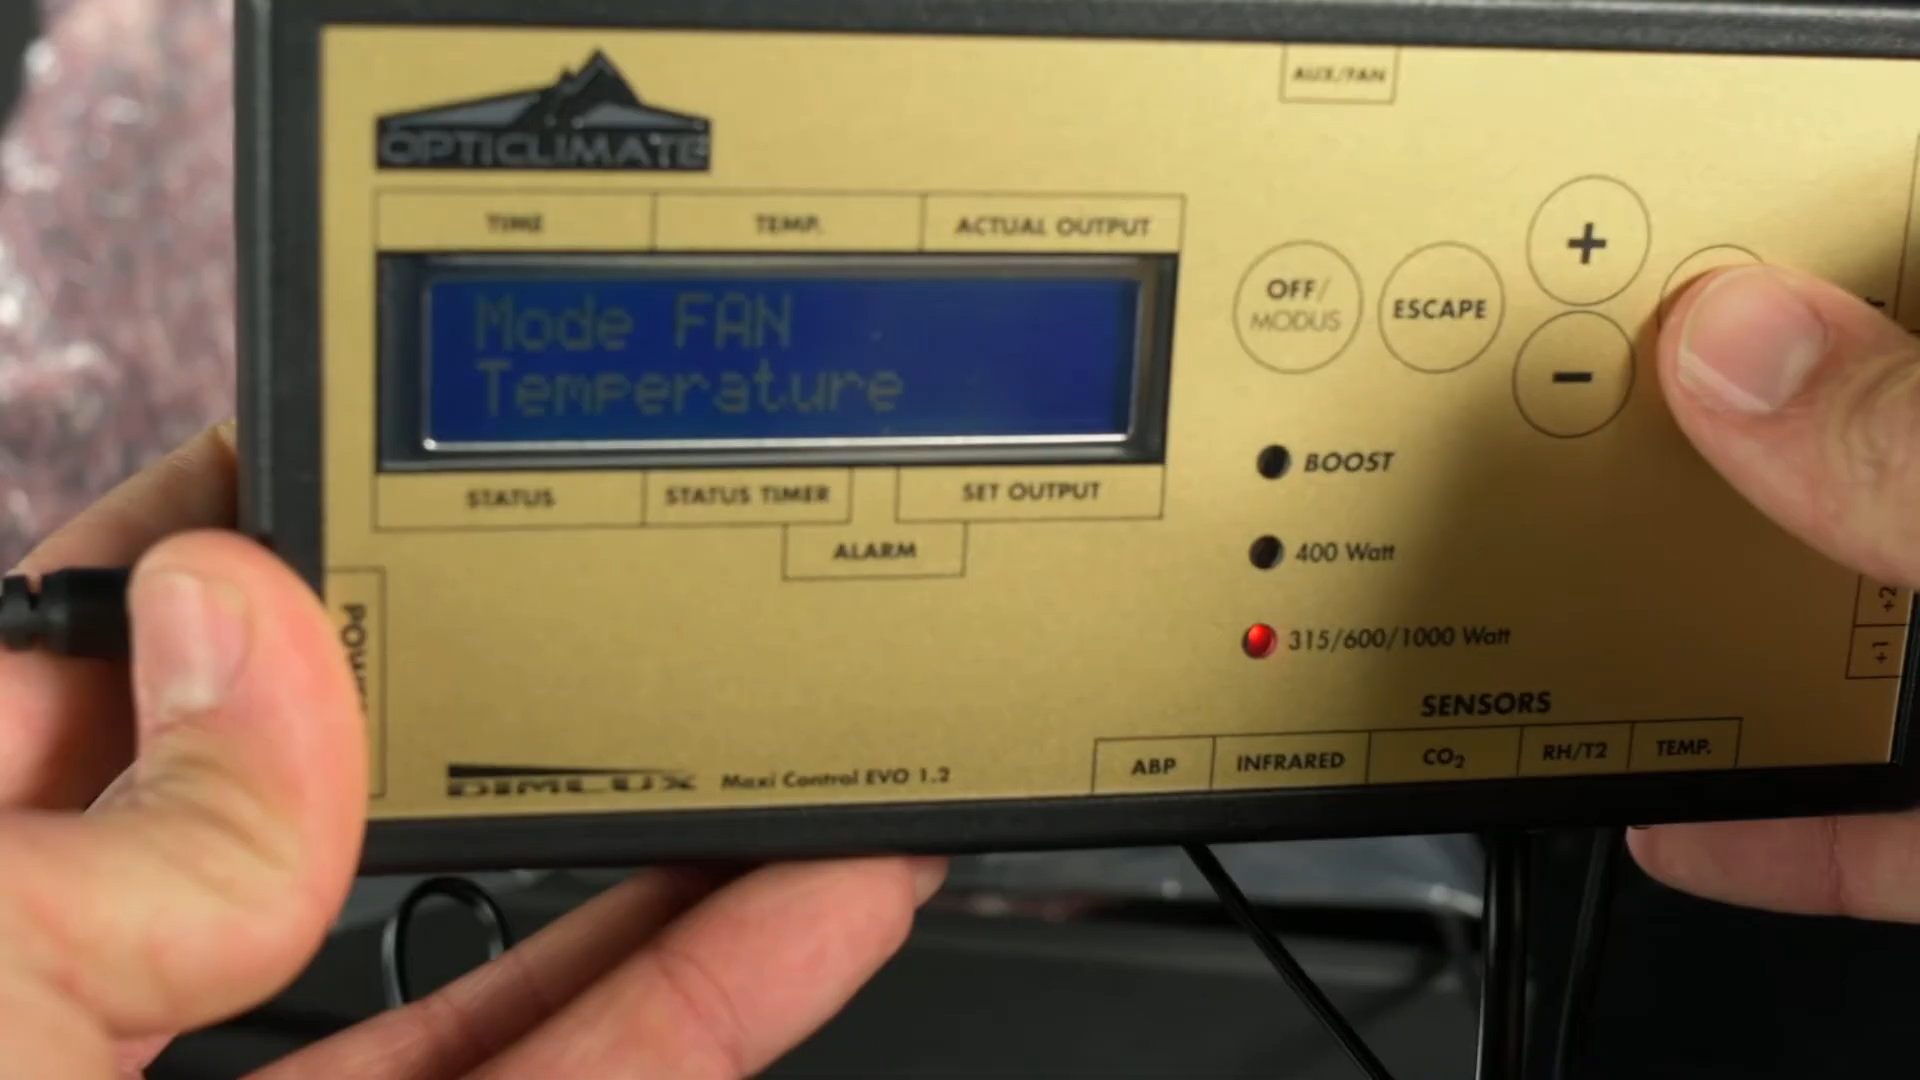 AUX/FAN
OPTICLIMATE
TIME
TEMP.
ACTUAL OUTPUT
Mode FAN
Temperature
OFF/
MODUS
ESCAPE
+
-
STATUS
STATUS TIMER
SET OUTPUT
ALARM
BOOST
400 Watt
315/600/1000 Watt
+2
+1
SENSORS
ABP
INFRARED
CO₂
RH/T2
TEMP.
DIMLUX
Maxi Control EVO 1.2